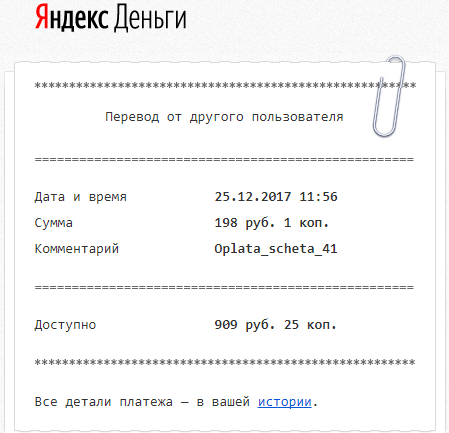 Яндекс Деньги
******************************************************
Перевод от другого пользователя
==================================================
Дата и время 25.12.2017 11:56
Сумма 198 руб. 1 коп.
Комментарий Oplata_scheta_41
==================================================
Доступно 909 руб. 25 коп.
******************************************************
Все детали платежа — в вашей истории.